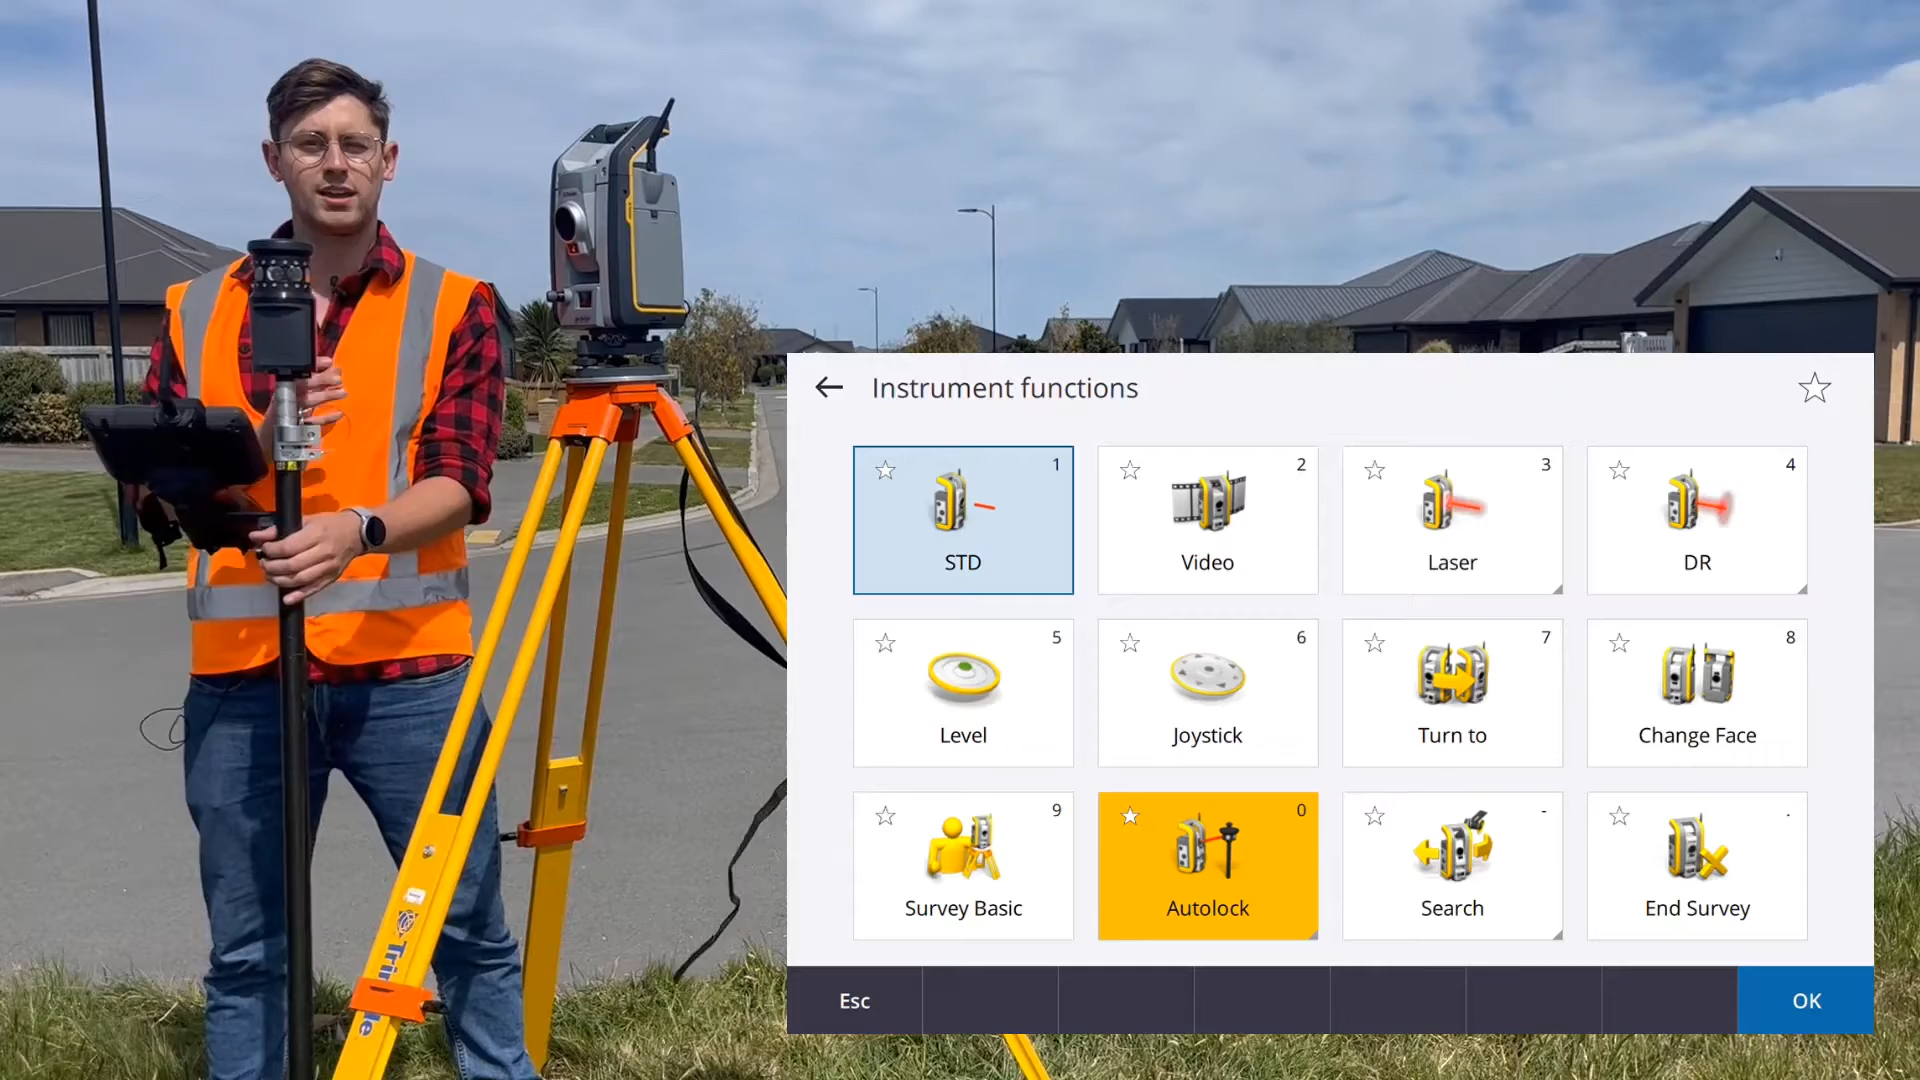 Instrument functions
1
STD
2
Video
3
Laser
4
DR
5
Level
6
Joystick
7
Turn to
8
Change Face
9
Survey Basic
0
Autolock
-
Search
.
End Survey
Esc
OK